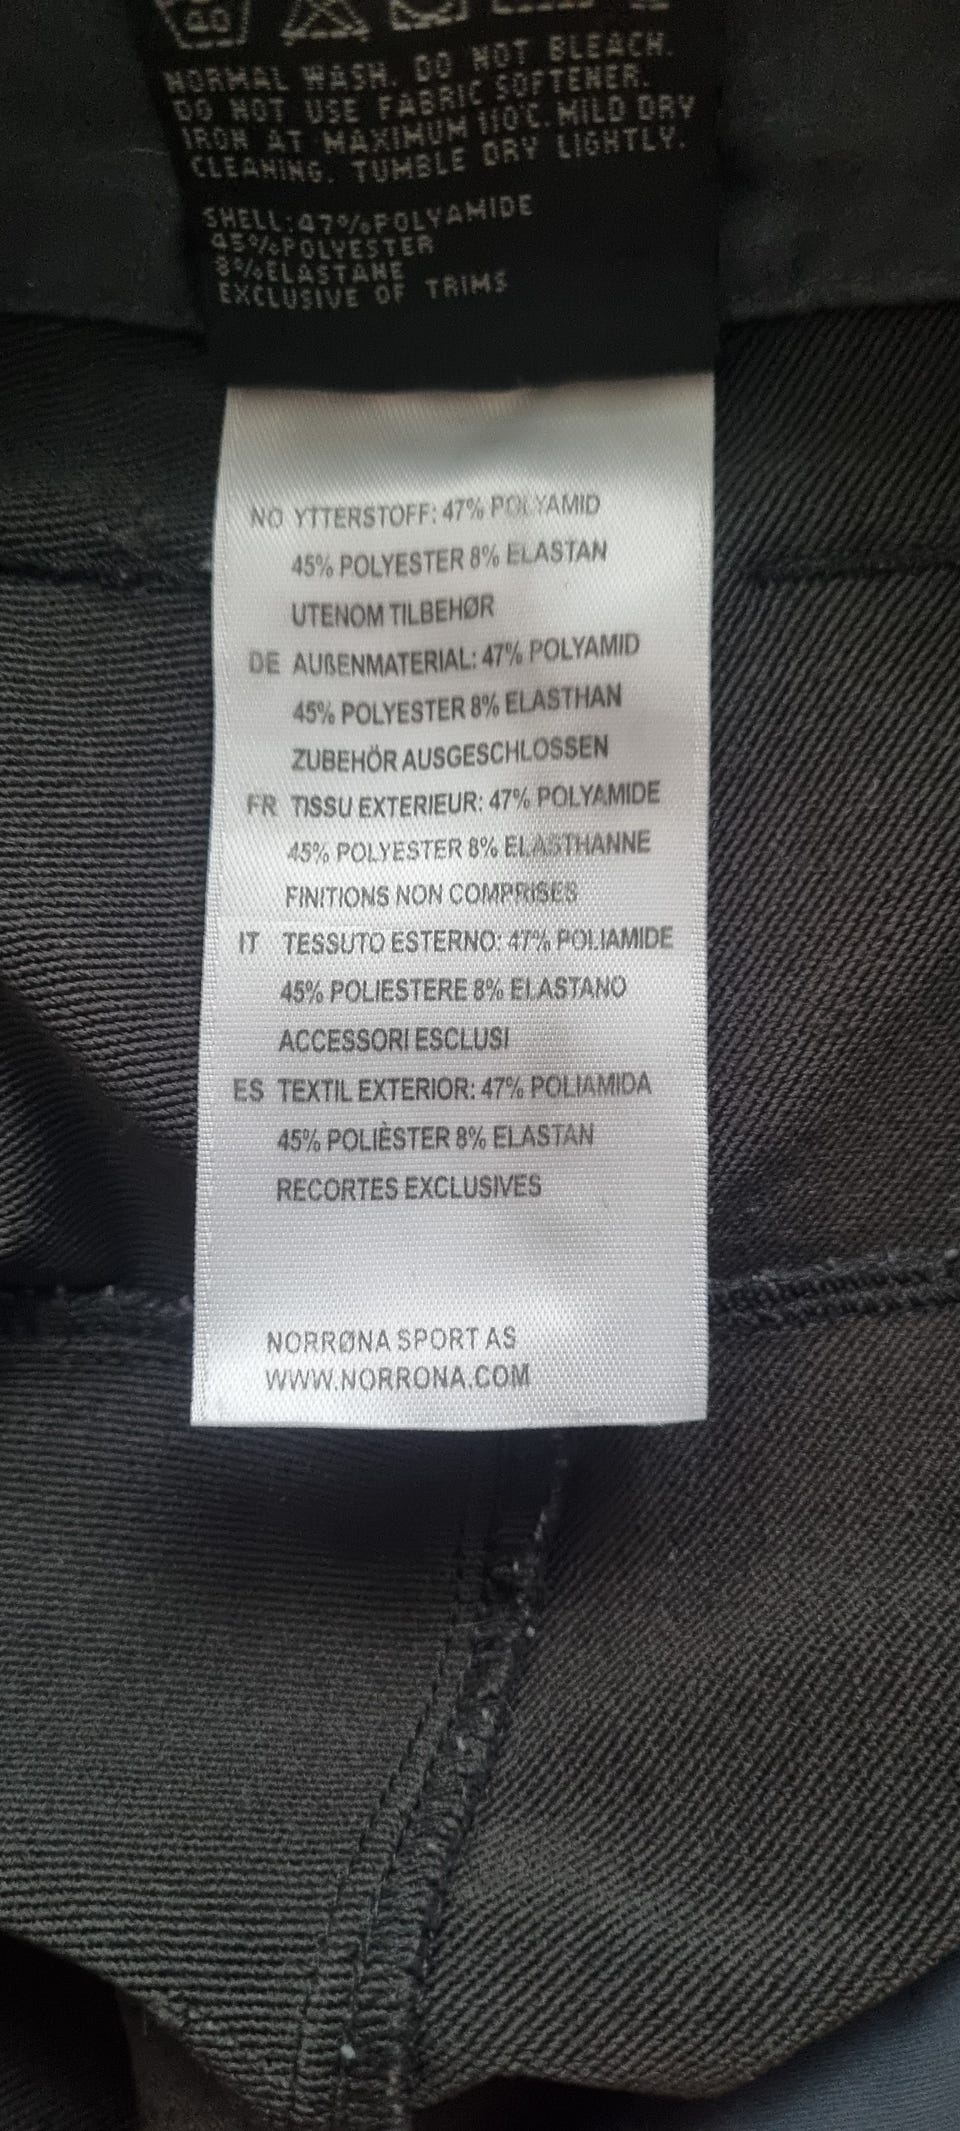 NORMAL WASH. DO NOT BLEACH.
DO NOT USE FABRIC SOFTENER.
IRON AT MAXIMUM 110°C. MILD DRY
CLEANING. TUMBLE DRY LIGHTLY.
SHELL:47%POLYAMIDE
45%POLYESTER
8%ELASTANE
EXCLUSIVE OF TRIMS
NO YTTERSTOFF: 47% POLYAMID
45% POLYESTER 8% ELASTAN
UTENOM TILBEHØR
DE AUßENMATERIAL: 47% POLYAMID
45% POLYESTER 8% ELASTHAN
ZUBEHÖR AUSGESCHLOSSEN
FR TISSU EXTERIEUR: 47% POLYAMIDE
45% POLYESTER 8% ELASTHANNE
FINITIONS NON COMPRISES
IT TESSUTO ESTERNO: 47% POLIAMIDE
45% POLIESTERE 8% ELASTANO
ACCESSORI ESCLUSI
ES TEXTIL EXTERIOR: 47% POLIAMIDA
45% POLIÈSTER 8% ELASTAN
RECORTES EXCLUSIVES
NORRØNA SPORT AS
WWW.NORRONA.COM